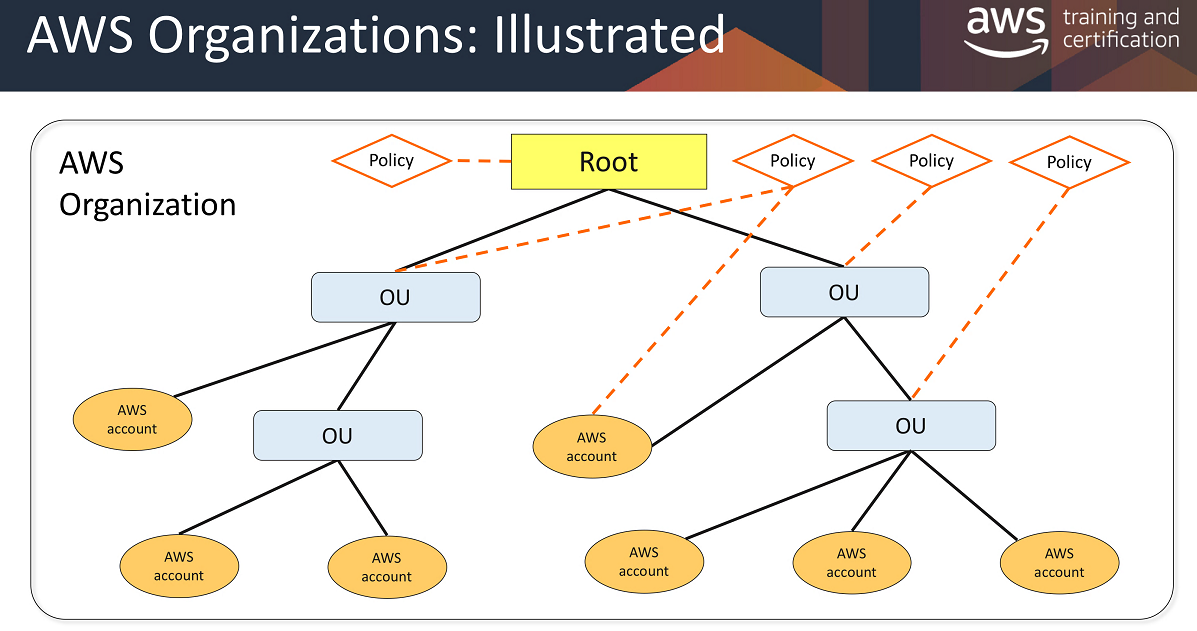 AWS Organizations: Illustrated
aws
training and
certification
AWS
Organization
Policy
Root
Policy
Policy
Policy
OU
OU
AWS
account
OU
AWS
account
OU
AWS
account
AWS
account
AWS
account
AWS
account
AWS
account